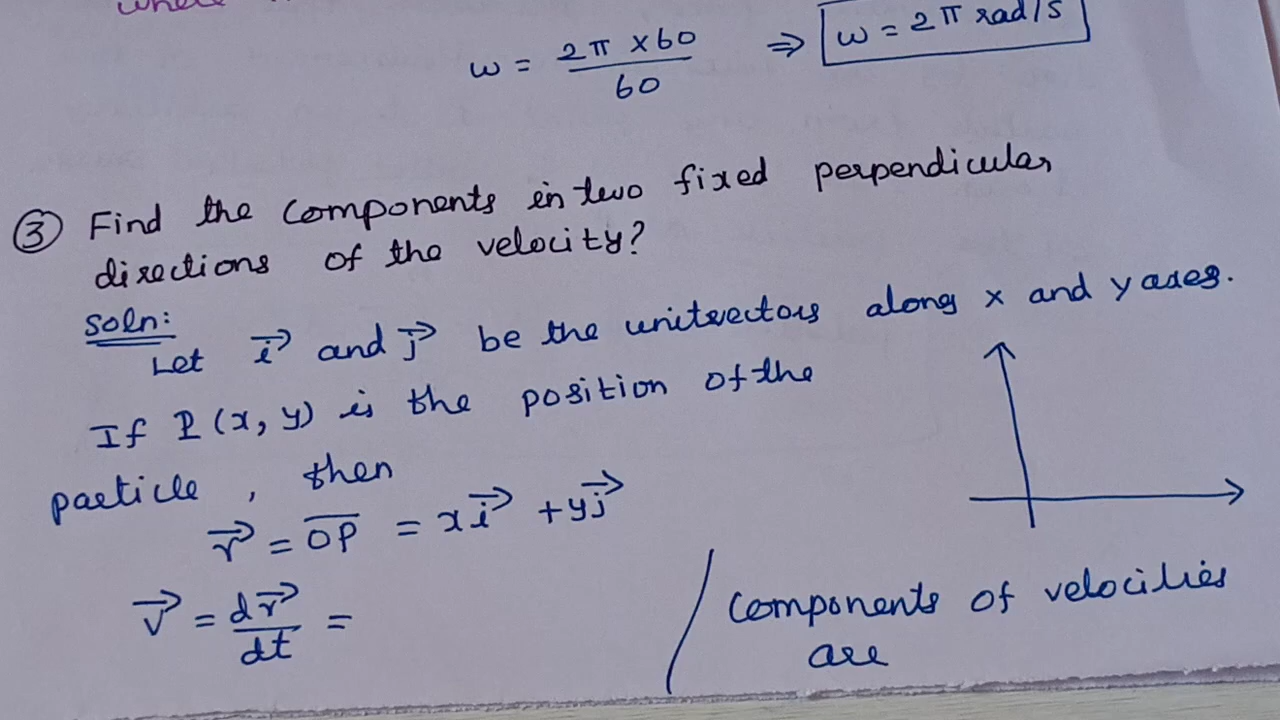 where
ω = 2π × 60 / 60 ⇒ ω = 2π rad/s
③ Find the components in two fixed perpendicular
directions of the velocity?
Soln:
Let i⃗ and j⃗ be the unitvectors along x and y axes.
If P(x, y) is the position of the
particle, then
r⃗ = O͞P͞ = xi⃗ + yj⃗
v⃗ = dr⃗/dt =
Components of velocities
are